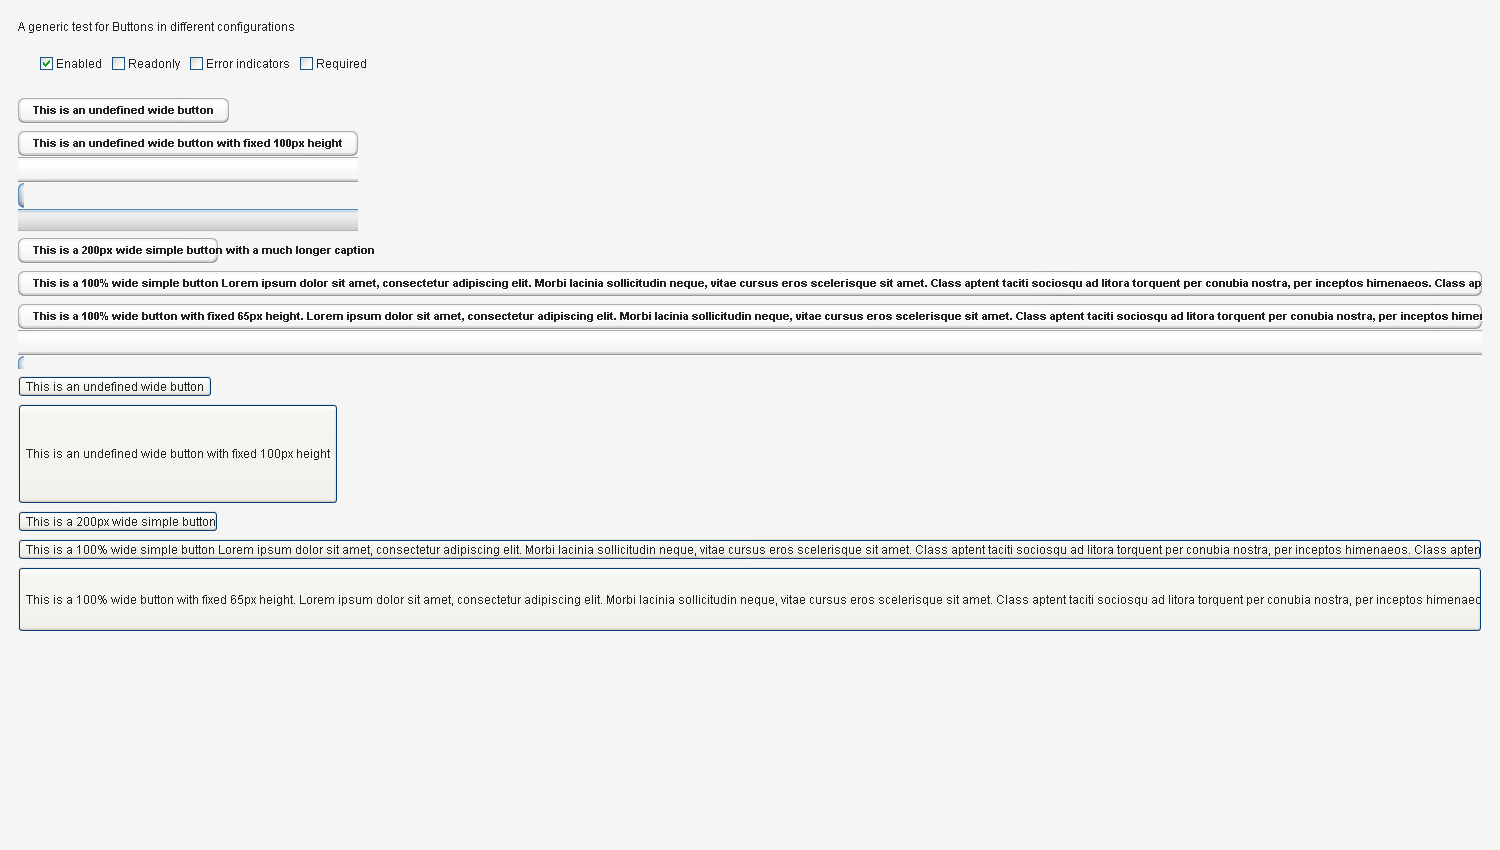 A generic test for Buttons in different configurations
Enabled Readonly Error indicators Required
This is an undefined wide button
This is an undefined wide button with fixed 100px height
This is a 200px wide simple button with a much longer caption
This is a 100% wide simple button Lorem ipsum dolor sit amet, consectetur adipiscing elit. Morbi lacinia sollicitudin neque, vitae cursus eros scelerisque sit amet. Class aptent taciti sociosqu ad litora torquent per conubia nostra, per inceptos himenaeos. Class ap
This is a 100% wide button with fixed 65px height. Lorem ipsum dolor sit amet, consectetur adipiscing elit. Morbi lacinia sollicitudin neque, vitae cursus eros scelerisque sit amet. Class aptent taciti sociosqu ad litora torquent per conubia nostra, per inceptos himen
This is an undefined wide button
This is an undefined wide button with fixed 100px height
This is a 200px wide simple button
This is a 100% wide simple button Lorem ipsum dolor sit amet, consectetur adipiscing elit. Morbi lacinia sollicitudin neque, vitae cursus eros scelerisque sit amet. Class aptent taciti sociosqu ad litora torquent per conubia nostra, per inceptos himenaeos. Class apten
This is a 100% wide button with fixed 65px height. Lorem ipsum dolor sit amet, consectetur adipiscing elit. Morbi lacinia sollicitudin neque, vitae cursus eros scelerisque sit amet. Class aptent taciti sociosqu ad litora torquent per conubia nostra, per inceptos himenaeo